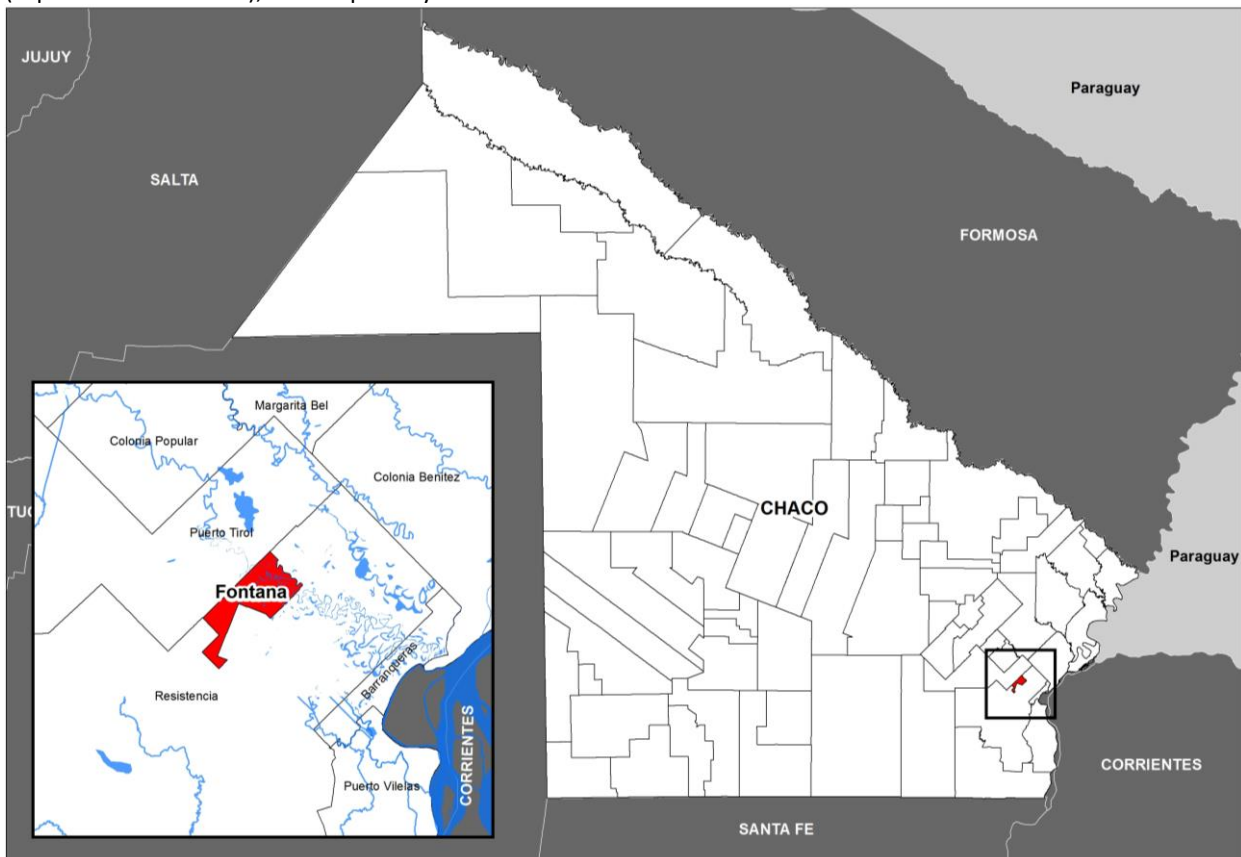 JUJUY
Paraguay
SALTA
FORMOSA
Margarita Bel
Colonia Popular
Colonia Benitez
CHACO
TUC
Puerto Tirol
Paraguay
Fontana
Barranqueras
Resistencia
CORRIENTES
Puerto Vilelas
CORRIENTES
SANTA FE